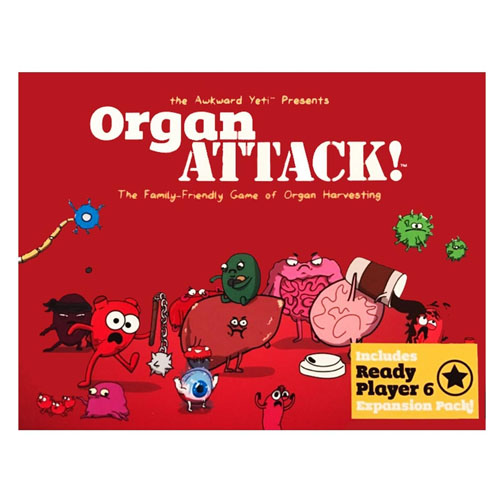 the Awkward Yeti™ Presents
Organ
ATTACK!™
The Family-Friendly Game of Organ Harvesting
Includes
Ready
Player 6
Expansion Pack!